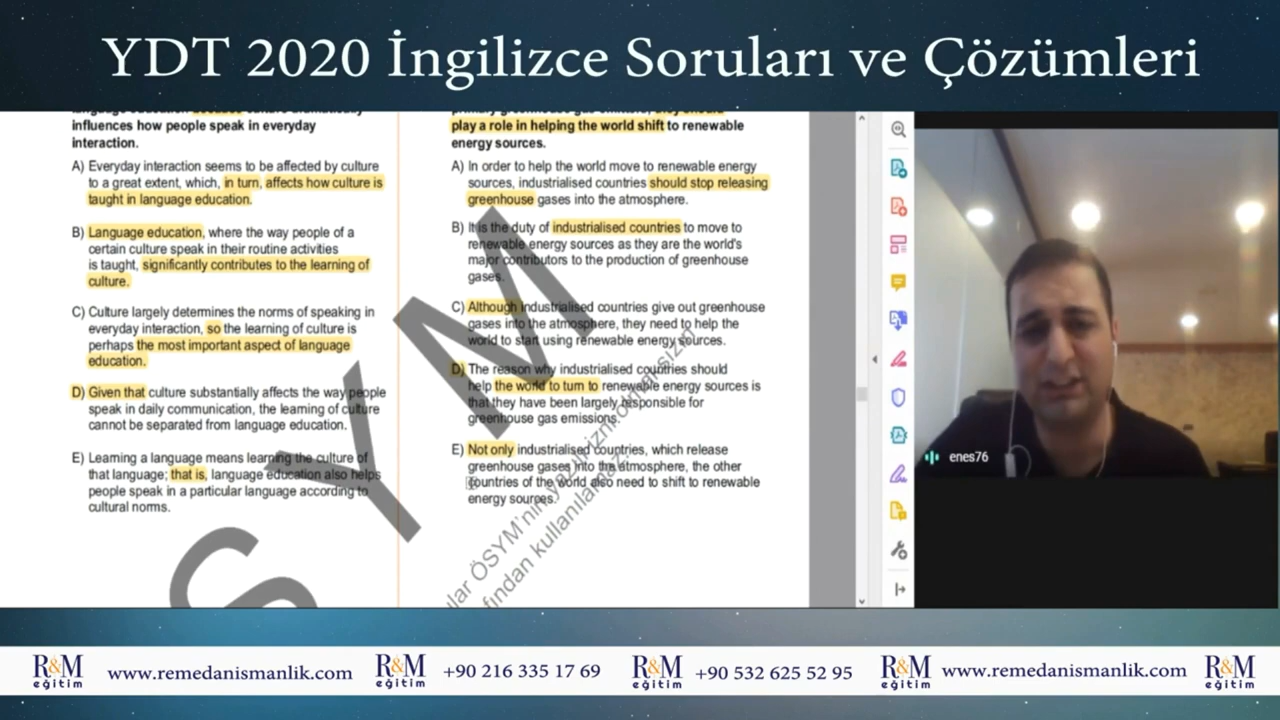 YDT 2020 İngilizce Soruları ve Çözümleri
influences how people speak in everyday
interaction.
A) Everyday interaction seems to be affected by culture
to a great extent, which, in turn, affects how culture is
taught in language education.
B) Language education, where the way people of a
certain culture speak in their routine activities
is taught, significantly contributes to the learning of
culture.
C) Culture largely determines the norms of speaking in
everyday interaction, so the learning of culture is
perhaps the most important aspect of language
education.
D) Given that culture substantially affects the way people
speak in daily communication, the learning of culture
cannot be separated from language education.
E) Learning a language means learning the culture of
that language; that is, language education also helps
people speak in a particular language according to
cultural norms.
play a role in helping the world shift to renewable
energy sources.
A) In order to help the world move to renewable energy
sources, industrialised countries should stop releasing
greenhouse gases into the atmosphere.
B) It is the duty of industrialised countries to move to
renewable energy sources as they are the world's
major contributors to the production of greenhouse
gases.
C) Although industrialised countries give out greenhouse
gases into the atmosphere, they need to help the
world to start using renewable energy sources.
D) The reason why industrialised countries should
help the world to turn to renewable energy sources is
that they have been largely responsible for
greenhouse gas emissions.
E) Not only industrialised countries, which release
greenhouse gases into the atmosphere, the other
countries of the world also need to shift to renewable
energy sources.
SYM
ÖSYM'nin yazılı izni olmaksızın
kullanılamaz.
enes76
R&M eğitim
www.remedanismanlik.com
R&M eğitim
+90 216 335 17 69
R&M eğitim
+90 532 625 52 95
R&M eğitim
www.remedanismanlik.com
R&M eğitim